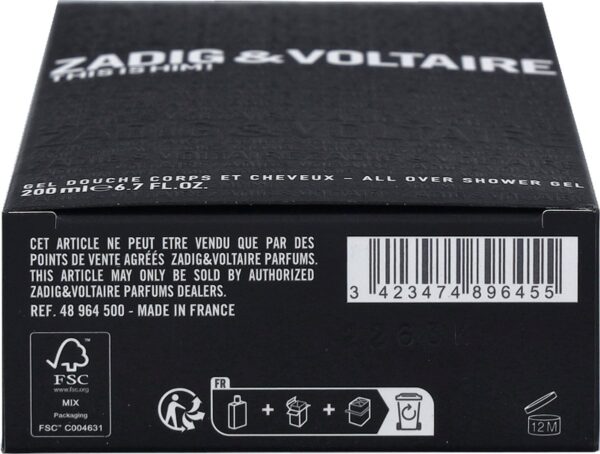 ZADIG & VOLTAIRE
THIS IS HIM!
GEL DOUCHE CORPS ET CHEVEUX – ALL OVER SHOWER GEL
200 ml e 6.7 FL.OZ.
CET ARTICLE NE PEUT ETRE VENDU QUE PAR DES
POINTS DE VENTE AGRÉÉS ZADIG&VOLTAIRE PARFUMS.
THIS ARTICLE MAY ONLY BE SOLD BY AUTHORIZED
ZADIG&VOLTAIRE PARFUMS DEALERS.
REF. 48 964 500 - MADE IN FRANCE
3 423474 896455
FSC
www.fsc.org
MIX
Packaging
FSC™ C004631
FR
+ +
12M